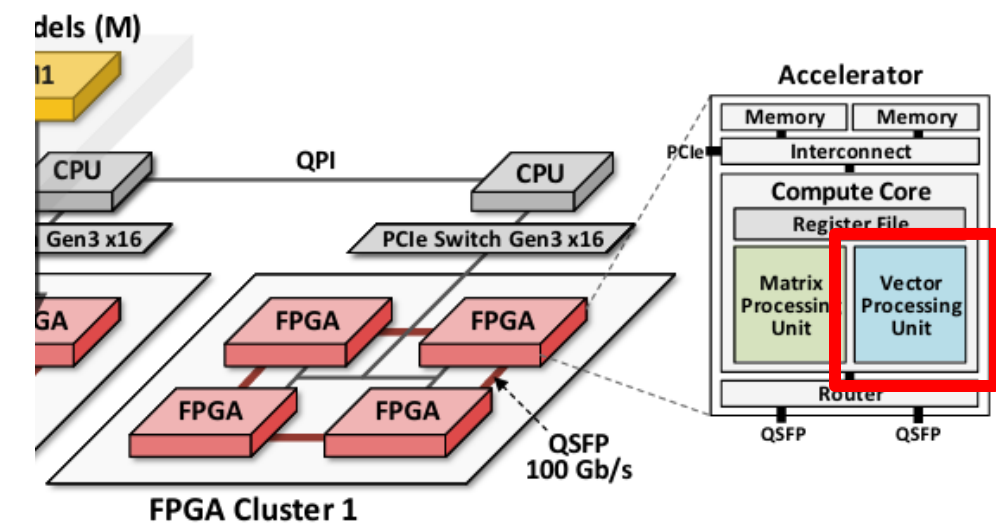 dels (M)
11
CPU
QPI
CPU
Gen3 x16
PCIe Switch Gen3 x16
GA
FPGA
FPGA
FPGA
FPGA
QSFP
100 Gb/s
FPGA Cluster 1
Accelerator
Memory
Memory
PCIe
Interconnect
Compute Core
Register File
Matrix
Processing
Unit
Vector
Processing
Unit
Router
QSFP
QSFP